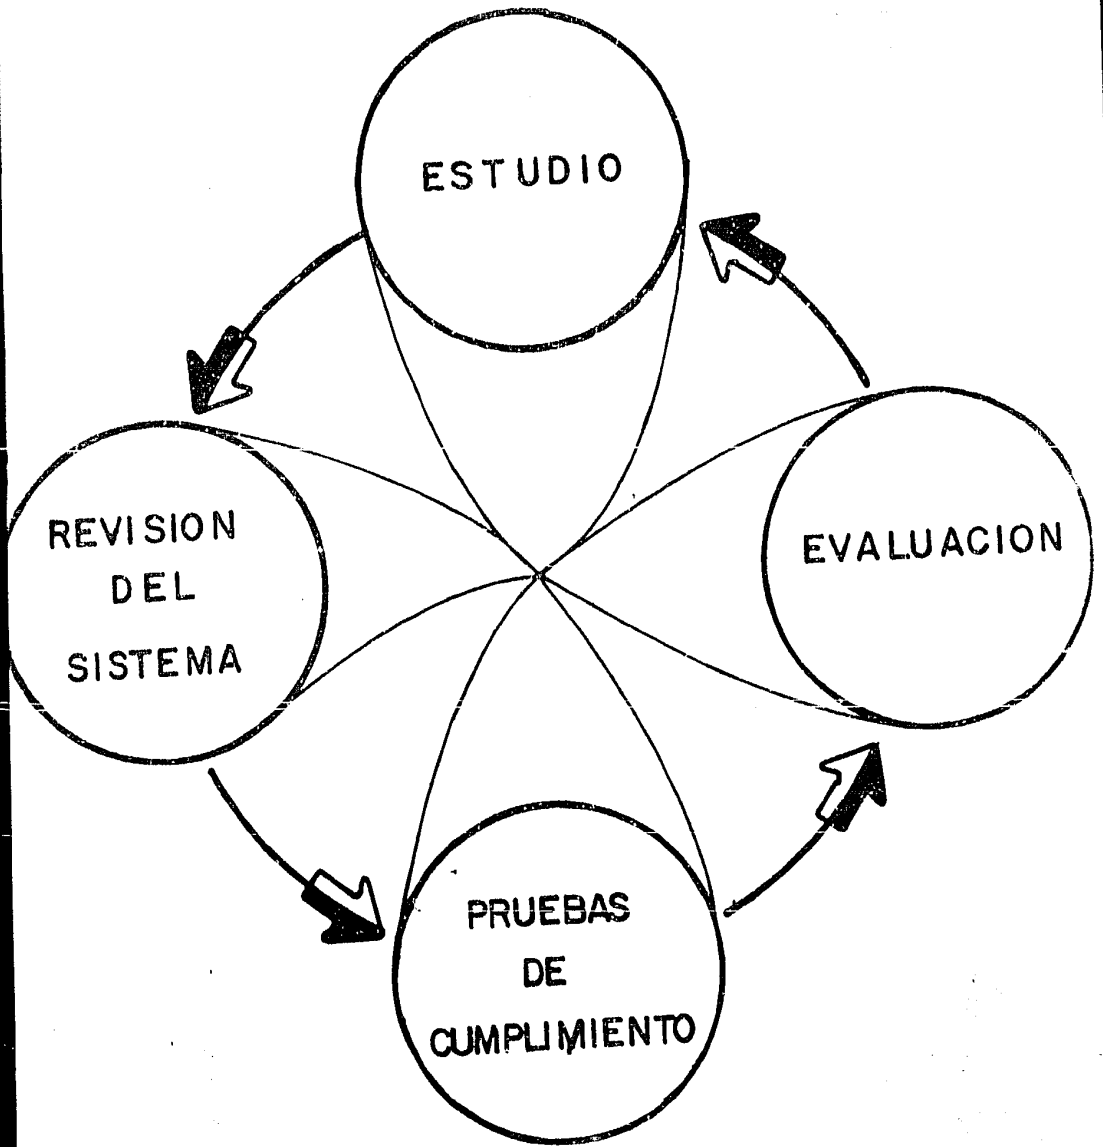 ESTUDIO
REVISION
DEL
SISTEMA
EVALUACION
PRUEBAS
DE
CUMPLIMIENTO